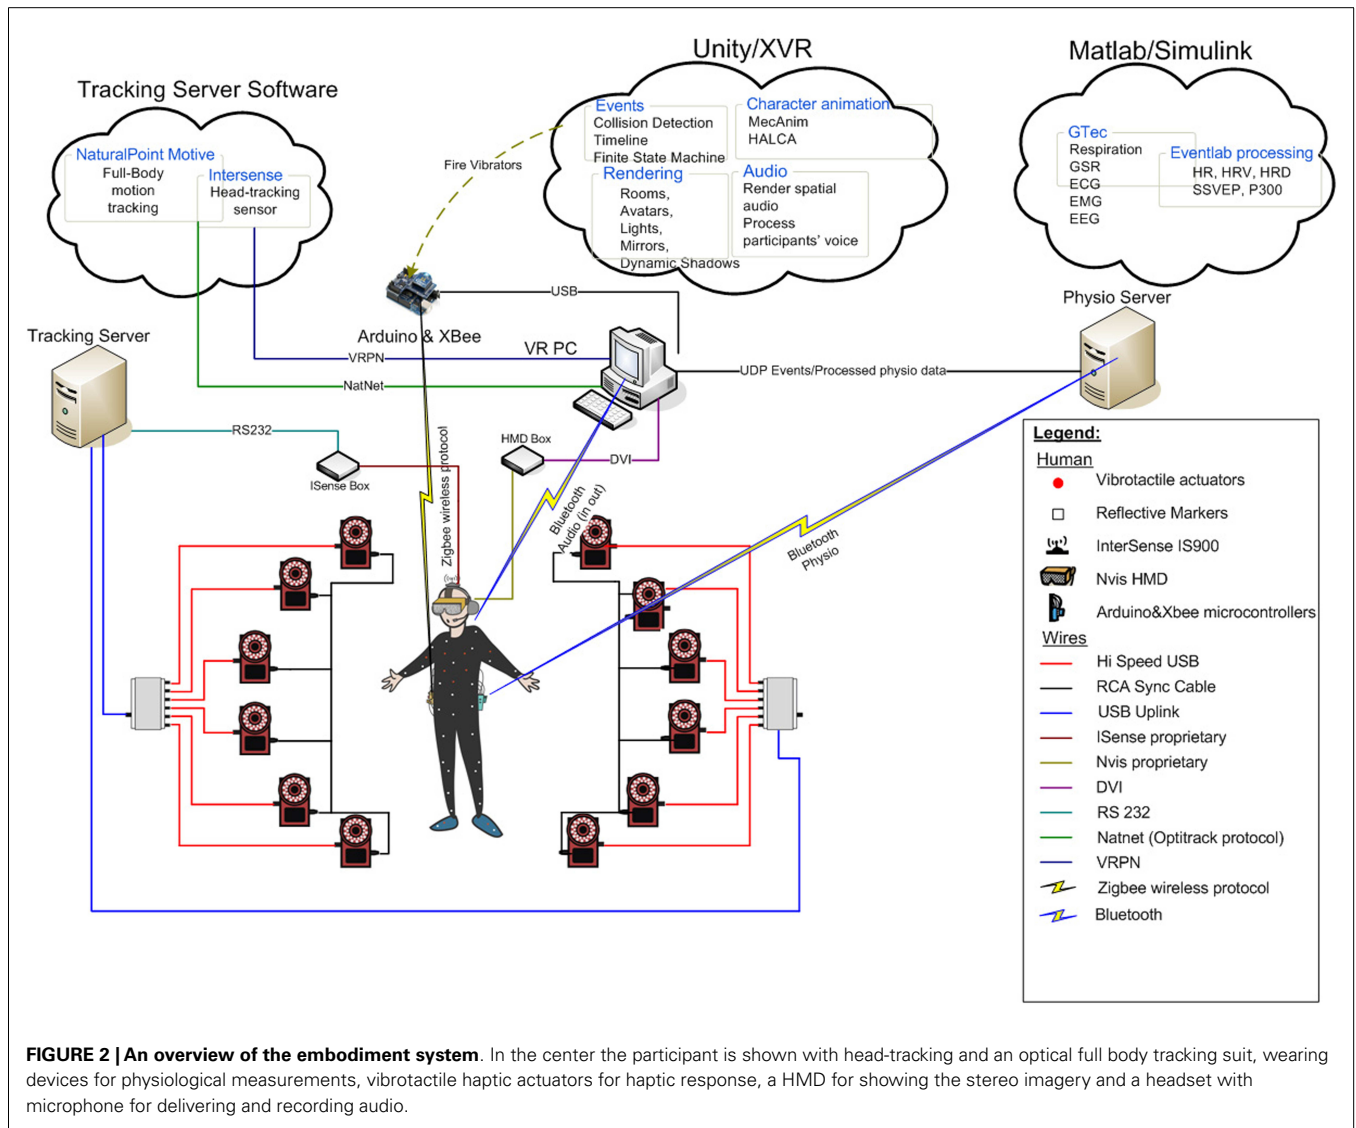 Unity/XVR
Matlab/Simulink
Tracking Server Software
Events
Collision Detection
Timeline
Finite State Machine
Character animation
MecAnim
HALCA
Rendering
Rooms,
Avatars,
Lights,
Mirrors,
Dynamic Shadows
Audio
Render spatial
audio
Process
participants' voice
GTec
Respiration
GSR
ECG
EMG
EEG
Eventlab processing
HR, HRV, HRD
SSVEP, P300
NaturalPoint Motive
Full-Body
motion
tracking
Intersense
Head-tracking
sensor
Fire Vibrators
USB
Physio Server
Tracking Server
Arduino & XBee
VR PC
VRPN
NatNet
UDP Events/Processed physio data
RS232
ISense Box
HMD Box
DVI
Zigbee wireless protocol
Bluetooth
Audio (in out)
Bluetooth
Physio
Legend:
Human
Vibrotactile actuators
Reflective Markers
InterSense IS900
Nvis HMD
Arduino&Xbee microcontrollers
Wires
Hi Speed USB
RCA Sync Cable
USB Uplink
ISense proprietary
Nvis proprietary
DVI
RS 232
Natnet (Optitrack protocol)
VRPN
Zigbee wireless protocol
Bluetooth
FIGURE 2 | An overview of the embodiment system. In the center the participant is shown with head-tracking and an optical full body tracking suit, wearing
devices for physiological measurements, vibrotactile haptic actuators for haptic response, a HMD for showing the stereo imagery and a headset with
microphone for delivering and recording audio.